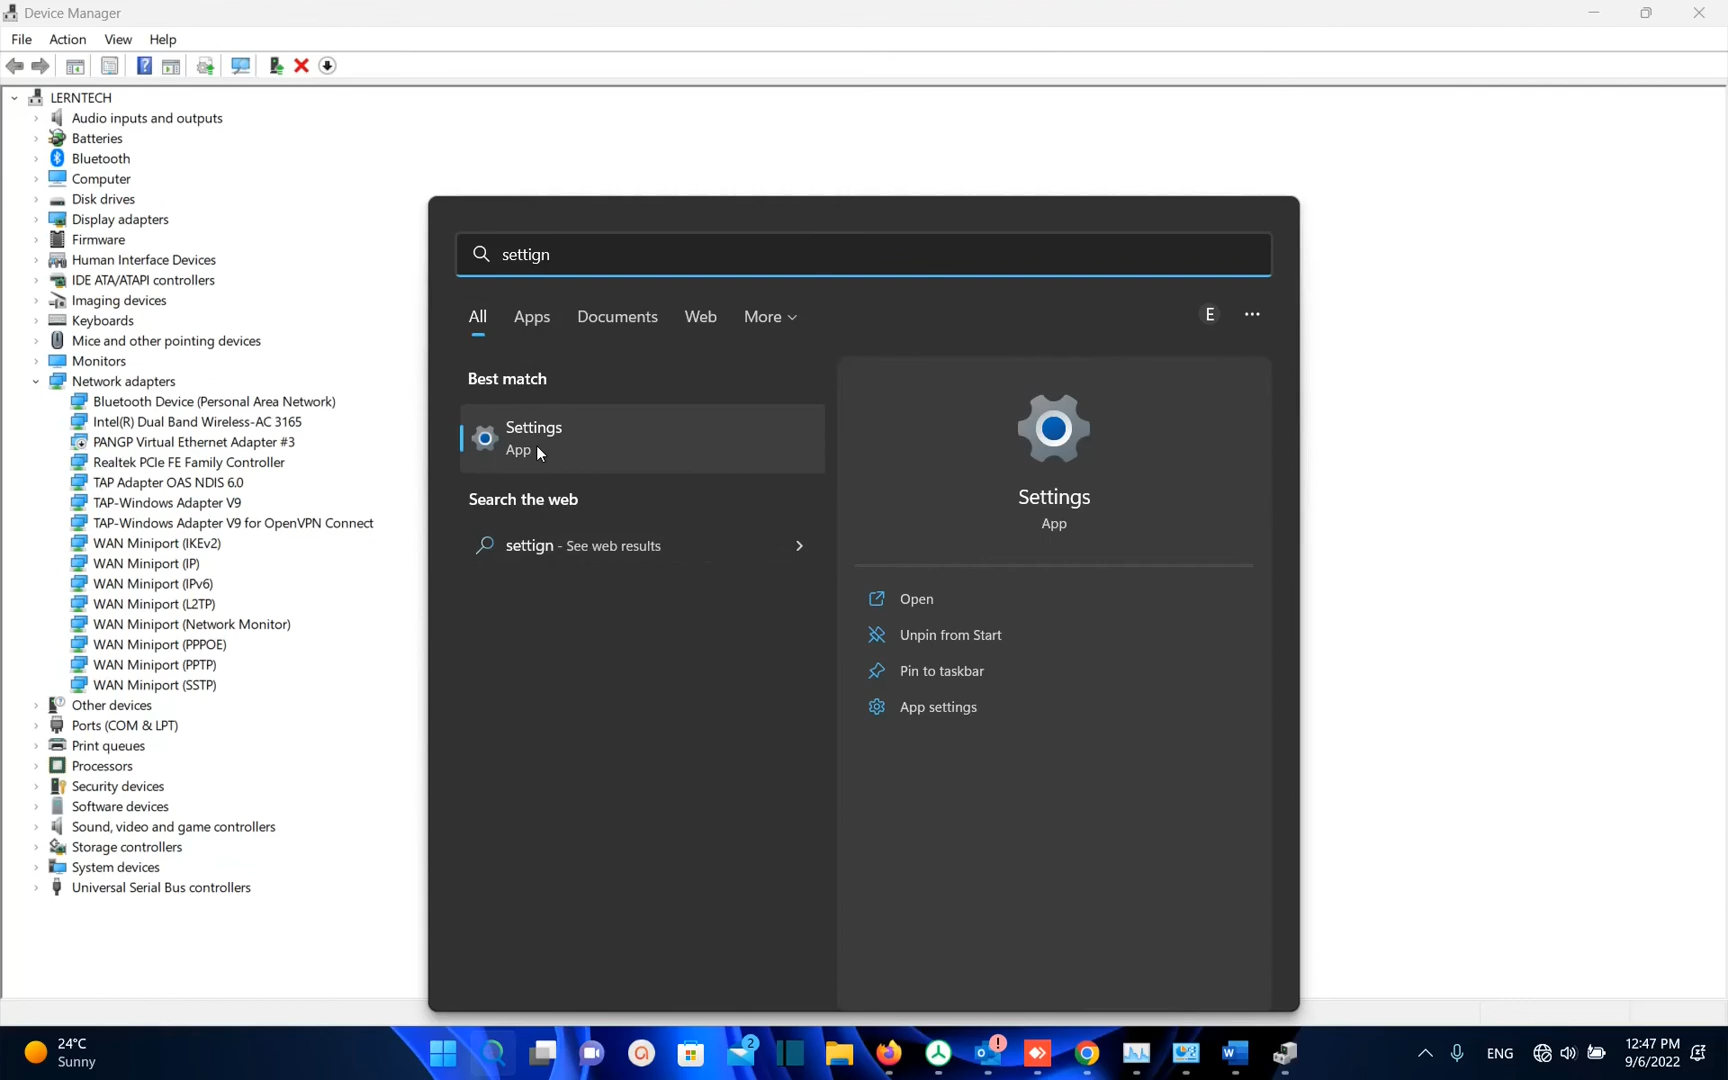 Device Manager
File Action View Help
LERNTECH
Audio inputs and outputs
Batteries
Bluetooth
Computer
Disk drives
Display adapters
Firmware
Human Interface Devices
IDE ATA/ATAPI controllers
Imaging devices
Keyboards
Mice and other pointing devices
Monitors
Network adapters
Bluetooth Device (Personal Area Network)
Intel(R) Dual Band Wireless-AC 3165
PANGP Virtual Ethernet Adapter #3
Realtek PCIe FE Family Controller
TAP Adapter OAS NDIS 6.0
TAP-Windows Adapter V9
TAP-Windows Adapter V9 for OpenVPN Connect
WAN Miniport (IKEv2)
WAN Miniport (IP)
WAN Miniport (IPv6)
WAN Miniport (L2TP)
WAN Miniport (Network Monitor)
WAN Miniport (PPPOE)
WAN Miniport (PPTP)
WAN Miniport (SSTP)
Other devices
Ports (COM & LPT)
Print queues
Processors
Security devices
Software devices
Sound, video and game controllers
Storage controllers
System devices
Universal Serial Bus controllers
settign
All Apps Documents Web More
E
Best match
Settings
App
Search the web
settign - See web results
Settings
App
Open
Unpin from Start
Pin to taskbar
App settings
24°C
Sunny
2
ENG
12:47 PM
9/6/2022